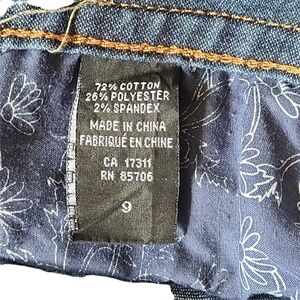 72% COTTON
26% POLYESTER
2% SPANDEX
MADE IN CHINA
FABRIQUÉ EN CHINE
CA 17311
RN 85706
9